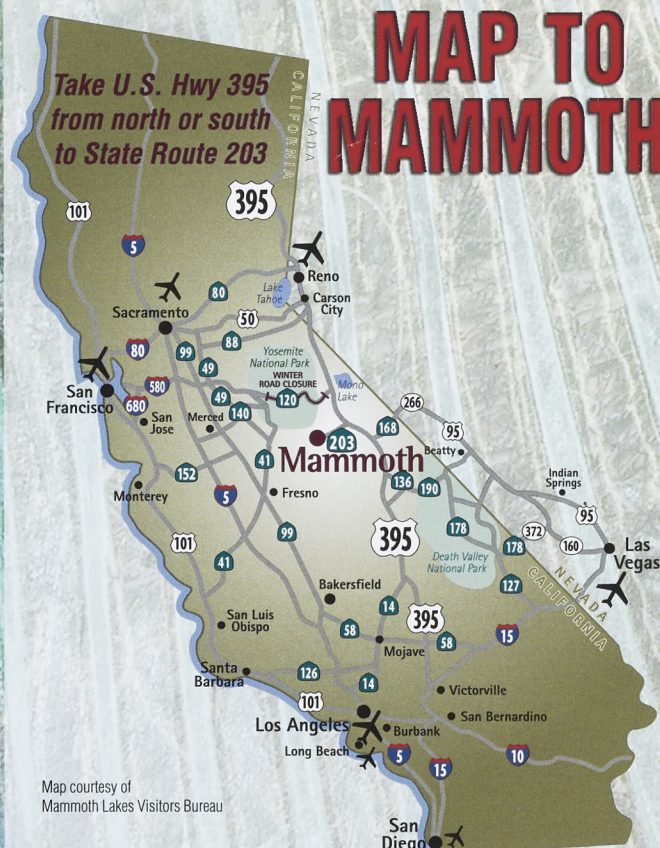 MAP TO
MAMMOTH
Take U.S. Hwy 395
from north or south
to State Route 203
CALIFORNIA
NEVADA
101
395
5
Reno
80
Lake
Tahoe
Carson
City
Sacramento
50
88
80
99
49
Yosemite
National Park
WINTER
ROAD CLOSURE
580
Mono
Lake
San
Francisco
680
49
120
266
San
Jose
Merced
140
168
95
203
Beatty
Mammoth
41
152
136
190
Indian
Springs
Monterey
5
Fresno
95
101
99
395
178
372
178
160
Las
Vegas
41
Death Valley
National Park
127
NEVADA
CALIFORNIA
Bakersfield
14
San Luis
Obispo
58
395
58
15
Mojave
Santa
Barbara
126
14
Victorville
101
San Bernardino
Los Angeles
Burbank
Long Beach
5
15
10
Map courtesy of
Mammoth Lakes Visitors Bureau
San
Diego